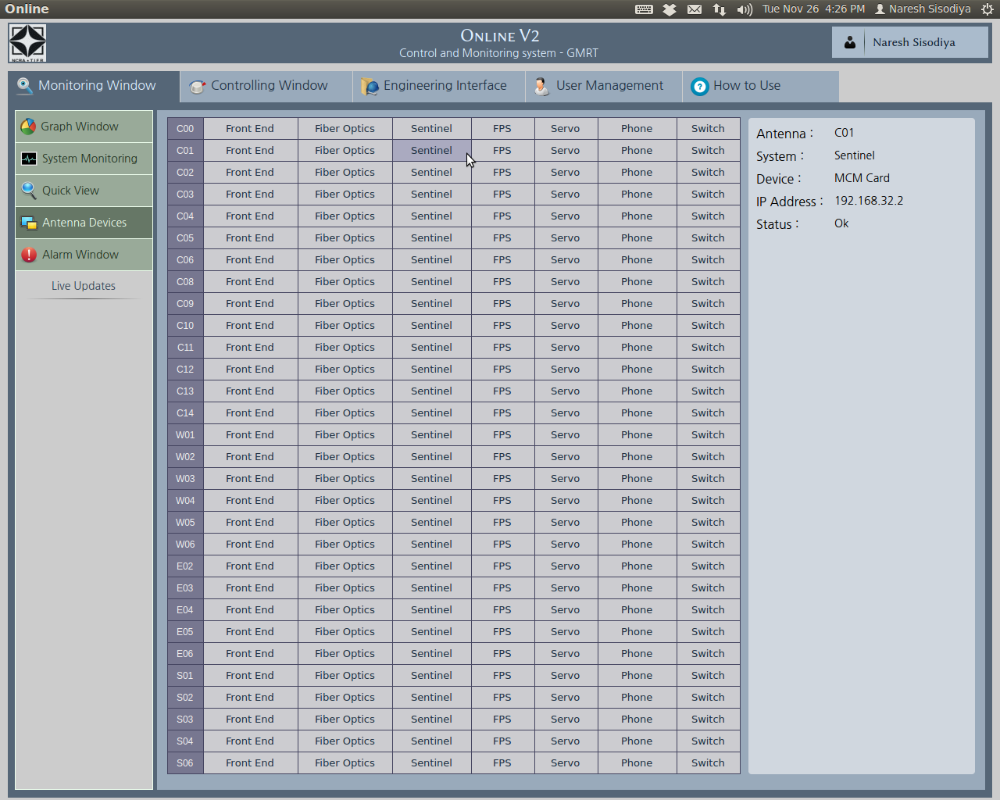 Online
Tue Nov 26 4:26 PM Naresh Sisodiya
NCRA • T.I.F.R
Online V2
Control and Monitoring system - GMRT
Naresh Sisodiya
Monitoring Window Controlling Window Engineering Interface User Management ? How to Use
Graph Window
System Monitoring
Quick View
Antenna Devices
Alarm Window
Live Updates
C00 Front End Fiber Optics Sentinel FPS Servo Phone Switch
C01 Front End Fiber Optics Sentinel FPS Servo Phone Switch
C02 Front End Fiber Optics Sentinel FPS Servo Phone Switch
C03 Front End Fiber Optics Sentinel FPS Servo Phone Switch
C04 Front End Fiber Optics Sentinel FPS Servo Phone Switch
C05 Front End Fiber Optics Sentinel FPS Servo Phone Switch
C06 Front End Fiber Optics Sentinel FPS Servo Phone Switch
C08 Front End Fiber Optics Sentinel FPS Servo Phone Switch
C09 Front End Fiber Optics Sentinel FPS Servo Phone Switch
C10 Front End Fiber Optics Sentinel FPS Servo Phone Switch
C11 Front End Fiber Optics Sentinel FPS Servo Phone Switch
C12 Front End Fiber Optics Sentinel FPS Servo Phone Switch
C13 Front End Fiber Optics Sentinel FPS Servo Phone Switch
C14 Front End Fiber Optics Sentinel FPS Servo Phone Switch
W01 Front End Fiber Optics Sentinel FPS Servo Phone Switch
W02 Front End Fiber Optics Sentinel FPS Servo Phone Switch
W03 Front End Fiber Optics Sentinel FPS Servo Phone Switch
W04 Front End Fiber Optics Sentinel FPS Servo Phone Switch
W05 Front End Fiber Optics Sentinel FPS Servo Phone Switch
W06 Front End Fiber Optics Sentinel FPS Servo Phone Switch
E02 Front End Fiber Optics Sentinel FPS Servo Phone Switch
E03 Front End Fiber Optics Sentinel FPS Servo Phone Switch
E04 Front End Fiber Optics Sentinel FPS Servo Phone Switch
E05 Front End Fiber Optics Sentinel FPS Servo Phone Switch
E06 Front End Fiber Optics Sentinel FPS Servo Phone Switch
S01 Front End Fiber Optics Sentinel FPS Servo Phone Switch
S02 Front End Fiber Optics Sentinel FPS Servo Phone Switch
S03 Front End Fiber Optics Sentinel FPS Servo Phone Switch
S04 Front End Fiber Optics Sentinel FPS Servo Phone Switch
S06 Front End Fiber Optics Sentinel FPS Servo Phone Switch
Antenna : C01
System : Sentinel
Device : MCM Card
IP Address : 192.168.32.2
Status : Ok